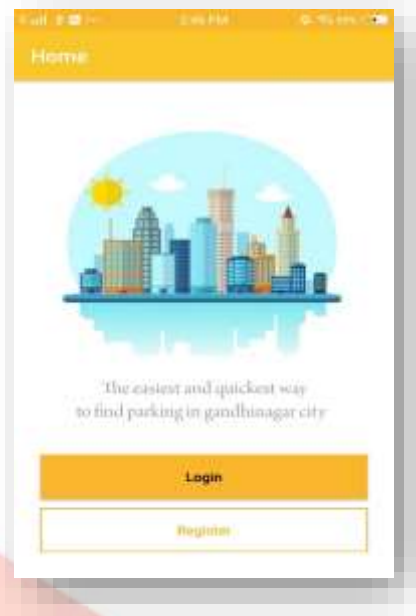 Home
The easiest and quickest way
to find parking in gandhinagar city
Login
Register